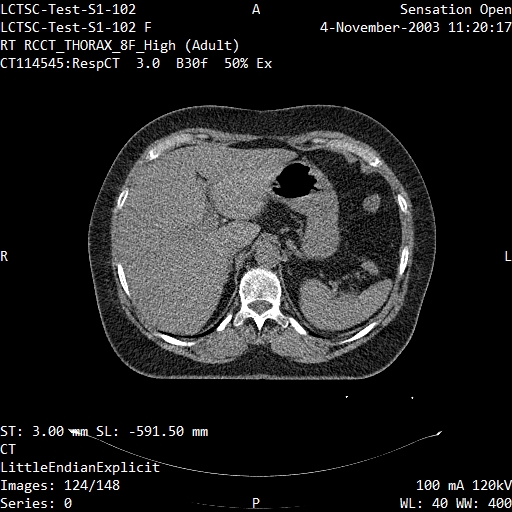 LCTSC-Test-S1-102 A Sensation Open
LCTSC-Test-S1-102 F 4-November-2003 11:20:17
RT RCCT_THORAX_8F_High (Adult)
CT114545:RespCT 3.0 B30f 50% Ex
R L
ST: 3.00 mm SL: -591.50 mm
CT
LittleEndianExplicit
Images: 124/148 100 mA 120kV
Series: 0 P WL: 40 WW: 400